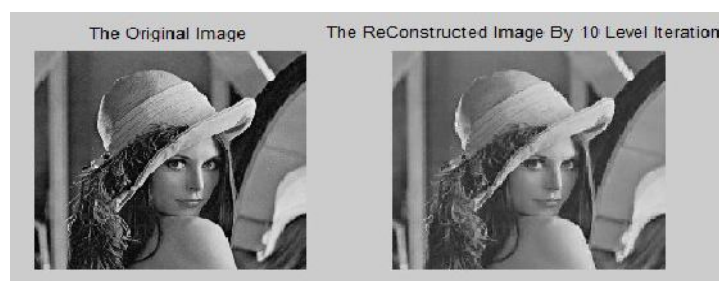 The Original Image
The ReConstructed Image By 10 Level Iteration